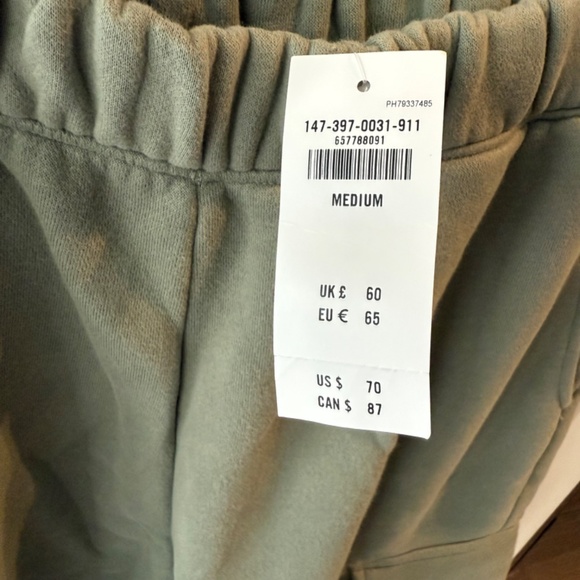 PH79337485
147-397-0031-911
657788091
MEDIUM
UK £ 60
EU € 65
US $ 70
CAN $ 87